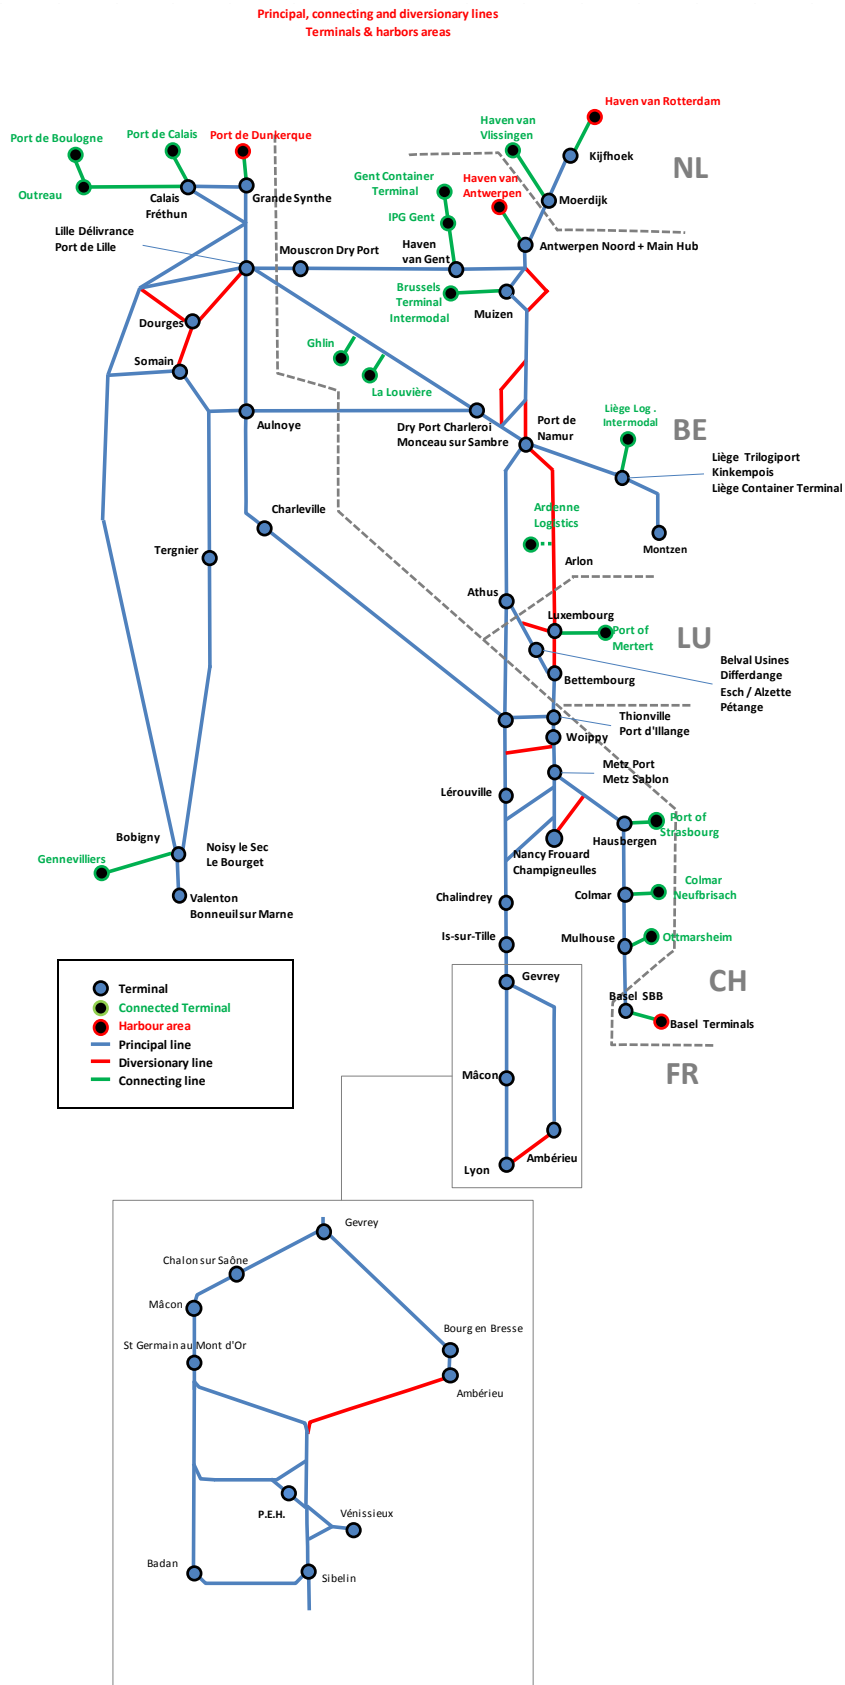 Principal, connecting and diversionary lines
Terminals & harbors areas
Haven van Rotterdam
Haven van
Vlissingen
Port de Boulogne
Port de Calais
Port de Dunkerque
Kijfhoek
NL
Gent Container
Terminal
Haven van
Antwerpen
Outreau
Calais
Fréthun
Grande Synthe
IPG Gent
Moerdijk
Lille Délivrance
Port de Lille
Mouscron Dry Port
Haven
van Gent
Antwerpen Noord + Main Hub
Brussels
Terminal
Intermodal
Muizen
Dourges
Ghlin
Somain
La Louvière
Aulnoye
Dry Port Charleroi
Monceau sur Sambre
Port de
Namur
Liège Log .
Intermodal
BE
Liège Trilogiport
Kinkempois
Liège Container Terminal
Charleville
Ardenne
Logistics
Montzen
Tergnier
Arlon
Athus
Luxembourg
Port of
Mertert
LU
Belval Usines
Differdange
Esch / Alzette
Pétange
Bettembourg
Thionville
Port d'Illange
Woippy
Metz Port
Metz Sablon
Lérouville
Port of
Strasbourg
Hausbergen
Bobigny
Noisy le Sec
Le Bourget
Gennevilliers
Nancy Frouard
Champigneulles
Valenton
Bonneuil sur Marne
Chalindrey
Colmar
Colmar
Neufbrisach
Is-sur-Tille
Mulhouse
Ottmarsheim
Gevrey
CH
Basel SBB
Basel Terminals
FR
Terminal
Connected Terminal
Harbour area
Principal line
Diversionary line
Connecting line
Mâcon
Ambérieu
Lyon
Gevrey
Chalon sur Saône
Mâcon
Bourg en Bresse
St Germain au Mont d'Or
Ambérieu
P.E.H.
Vénissieux
Badan
Sibelin